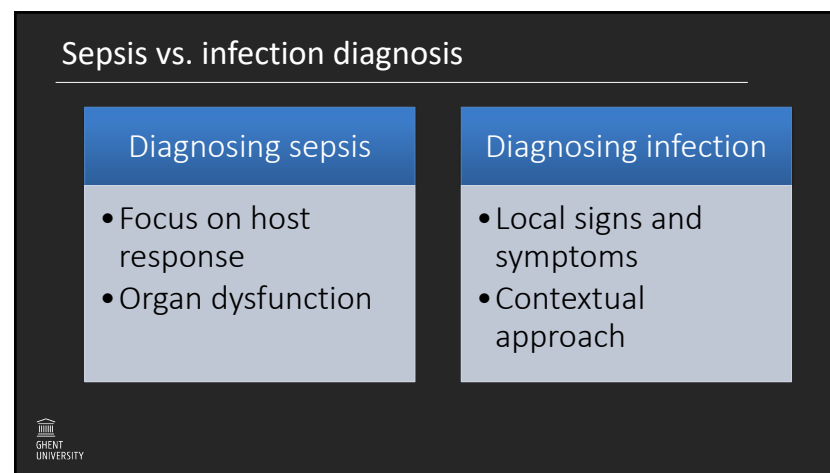 Sepsis vs. infection diagnosis
Diagnosing sepsis
•Focus on host
response
•Organ dysfunction
Diagnosing infection
•Local signs and
symptoms
•Contextual
approach
GHENT
UNIVERSITY